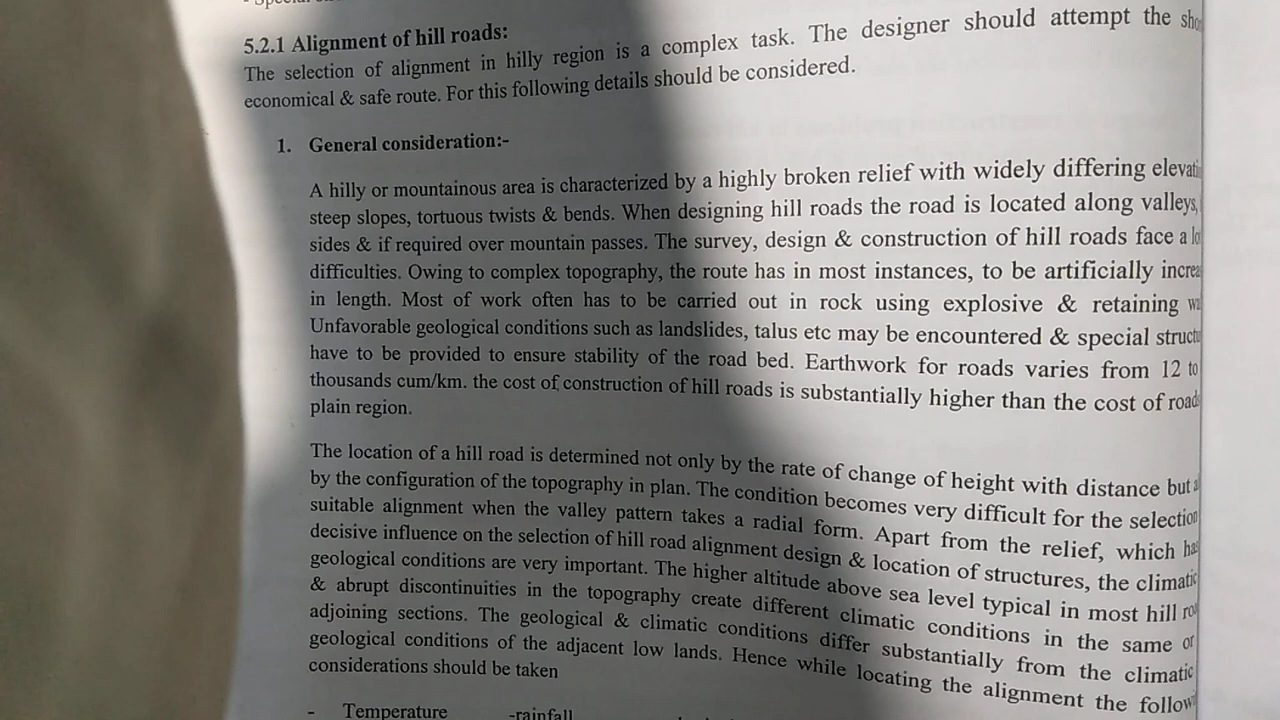 5.2.1 Alignment of hill roads:
The selection of alignment in hilly region is a complex task. The designer should attempt the
economical & safe route. For this following details should be considered.
1. General consideration:-
A hilly or mountainous area is characterized by a highly broken relief with widely differing
steep slopes, tortuous twists & bends. When designing hill roads the road is located along valleys,
sides & if required over mountain passes. The survey, design & construction of hill roads face a
difficulties. Owing to complex topography, the route has in most instances, to be artificially
in length. Most of work often has to be carried out in rock using explosive & retaining
Unfavorable geological conditions such as landslides, talus etc may be encountered & special
have to be provided to ensure stability of the road bed. Earthwork for roads varies from 12 to
thousands cum/km. the cost of construction of hill roads is substantially higher than the cost of
plain region.
The location of a hill road is determined not only by the rate of change of height with distance but
by the configuration of the topography in plan. The condition becomes very difficult for the selection
suitable alignment when the valley pattern takes a radial form. Apart from the relief, which
decisive influence on the selection of hill road alignment design & location of structures, the
geological conditions are very important. The higher altitude above sea level typical in most hill
& abrupt discontinuities in the topography create different climatic conditions in the same or
adjoining sections. The geological & climatic conditions differ substantially from the climatic
geological conditions of the adjacent low lands. Hence while locating the alignment the
considerations should be taken
- Temperature -rainfall